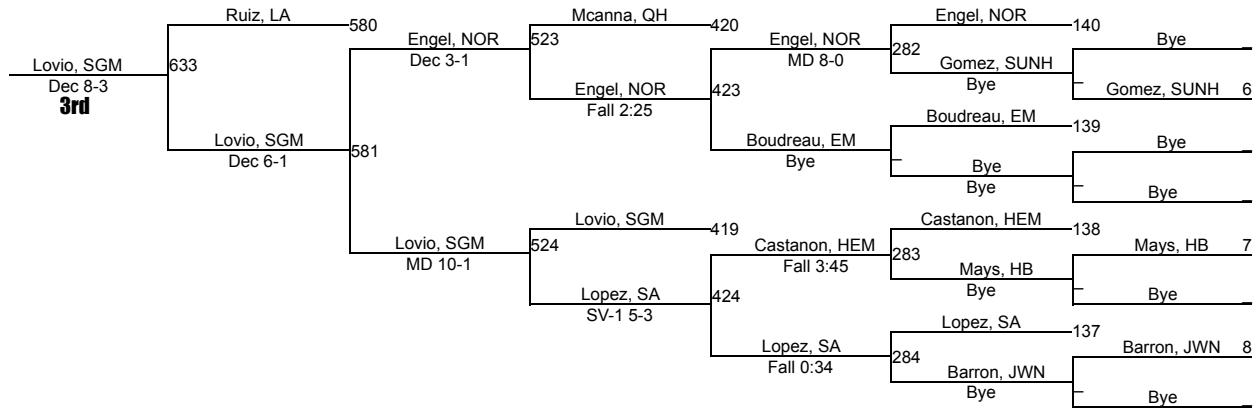 Ruiz, LA 580 Mcanna, QH 420 Engel, NOR 140
Engel, NOR 523 Engel, NOR 282 Bye _
Lovio, SGM 633 Dec 3-1 MD 8-0 Gomez, SUNH _
Dec 8-3 Engel, NOR 423 Bye Gomez, SUNH 6
3rd Fall 2:25 Boudreau, EM 139
Lovio, SGM 581 Boudreau, EM _ Bye _
Dec 6-1 Bye Bye _
Bye Bye _
Lovio, SGM 419 Castanon, HEM 138
Lovio, SGM 524 Castanon, HEM 283 Mays, HB 7
MD 10-1 Fall 3:45 Mays, HB _
Lopez, SA 424 Bye Bye _
SV-1 5-3 Lopez, SA 137
Lopez, SA 284 Barron, JWN 8
Fall 0:34 Barron, JWN _
Bye Bye _